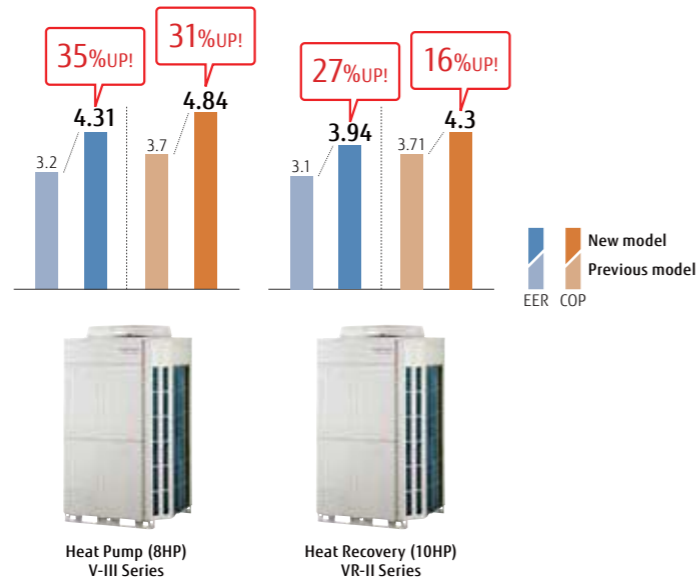 35%UP!
31%UP!
3.2
4.31
3.7
4.84
27%UP!
16%UP!
3.1
3.94
3.71
4.3
New model
Previous model
EER COP
Heat Pump (8HP)
V-III Series
Heat Recovery (10HP)
VR-II Series